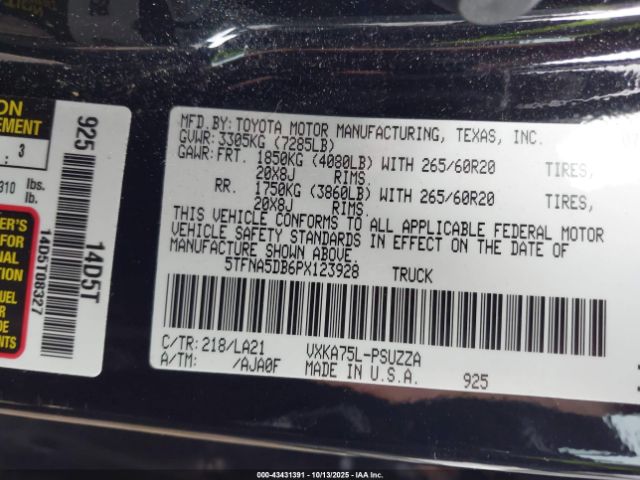 MFD.BY:TOYOTA MOTOR MANUFACTURING, TEXAS, INC.
GVWR: 3305KG (7285LB)
GAWR: FRT. 1850KG (4080LB) WITH 265/60R20 TIRES,
20X8J RIMS.
RR. 1750KG (3860LB) WITH 265/60R20 TIRES,
20X8J RIMS.
THIS VEHICLE CONFORMS TO ALL APPLICABLE FEDERAL MOTOR
VEHICLE SAFETY STANDARDS IN EFFECT ON THE DATE OF
MANUFACTURE SHOWN ABOVE.
5TFNA5DB6PX123928 TRUCK
C/TR: 218/LA21 VXKA75L-PSUZZA
A/TM: /AJA0F MADE IN U.S.A. 925
925
14D5T
14D5T08327
: 3
310 lbs.
lb.
FOR
000-43431391 - 10/13/2025 - IAA Inc.